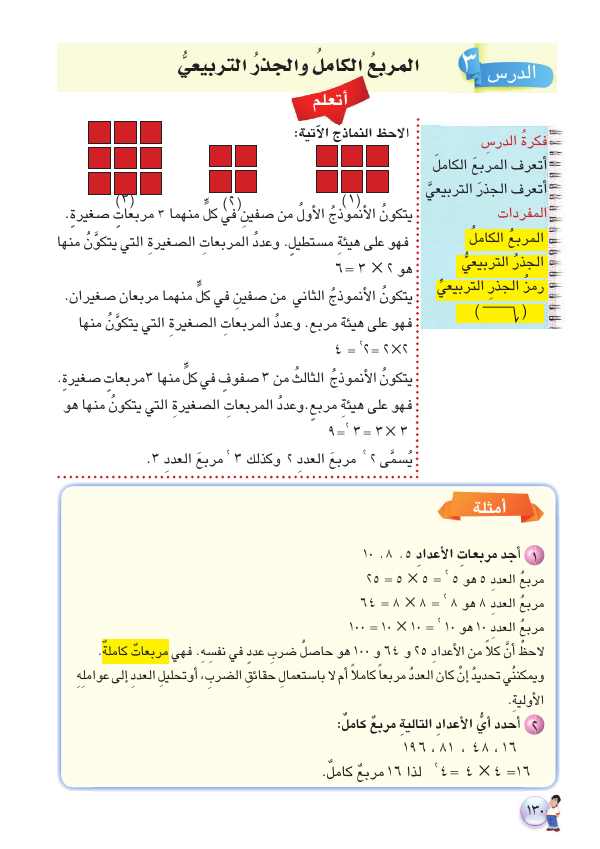 الدرس ٣
المربعُ الكاملُ والجذرُ التربيعيُّ
فكرةُ الدرسِ
أتعرف المربعَ الكاملَ
أتعرف الجذرَ التربيعيَّ
المفردات
المربعُ الكاملُ
الجذرُ التربيعيُّ
رمزُ الجذرِ التربيعيِّ
(√)
أتعلم
الاحظ النماذج الآتية:
(١) (٢) (٣)
يتكونُ الأنموذجُ الأولُ من صفينِ في كلٍّ منهما ٣ مربعاتٍ صغيرةٍ.
فهو على هيئةِ مستطيلٍ. وعددُ المربعاتِ الصغيرةِ التي يتكوَّنُ منها
هو ٢ × ٣ = ٦
يتكونُ الأنموذجُ الثاني من صفينِ في كلٍّ منهما مربعان صغيران.
فهو على هيئة مربع. وعددُ المربعاتِ الصغيرةِ التي يتكوَّنُ منها
٢×٢ = ٢² = ٤
يتكونُ الأنموذجُ الثالثُ من ٣ صفوفٍ في كلٍّ منها ٣مربعاتٍ صغيرةٍ.
فهو على هيئةِ مربعٍ.وعددُ المربعاتِ الصغيرةِ التي يتكونُ منها هو
٣ × ٣ = ٣² = ٩
يُسمَّى ٢² مربعَ العددِ ٢ وكذلك ٣² مربعَ العددِ ٣.
أمثلة
١ أجد مربعاتِ الأعدادِ ٥، ٨، ١٠
مربعُ العددِ ٥ هو ٥² = ٥ × ٥ = ٢٥
مربعُ العددِ ٨ هو ٨² = ٨ × ٨ = ٦٤
مربعُ العددِ ١٠ هو ١٠² = ١٠ × ١٠ = ١٠٠
لاحظْ أنَّ كلاً من الأعدادِ ٢٥ و ٦٤ و ١٠٠ هو حاصلُ ضربِ عددٍ في نفسِهِ. فهي مربعاتٌ كاملةٌ.
ويمكننُي تحديدُ إنْ كان العددُ مربعاً كاملاً أم لا باستعمالِ حقائقِ الضربِ، أوتحليلِ العددِ إلى عواملِهِ
الأوليةِ.
٢ أحدد أيُّ الأعدادِ التاليةِ مربعٌ كاملٌ:
١٦ ، ٤٨ ، ٨١ ، ١٩٦
١٦= ٤ × ٤ = ٤² لذا ١٦ مربعٌ كاملٌ.
١٣٠